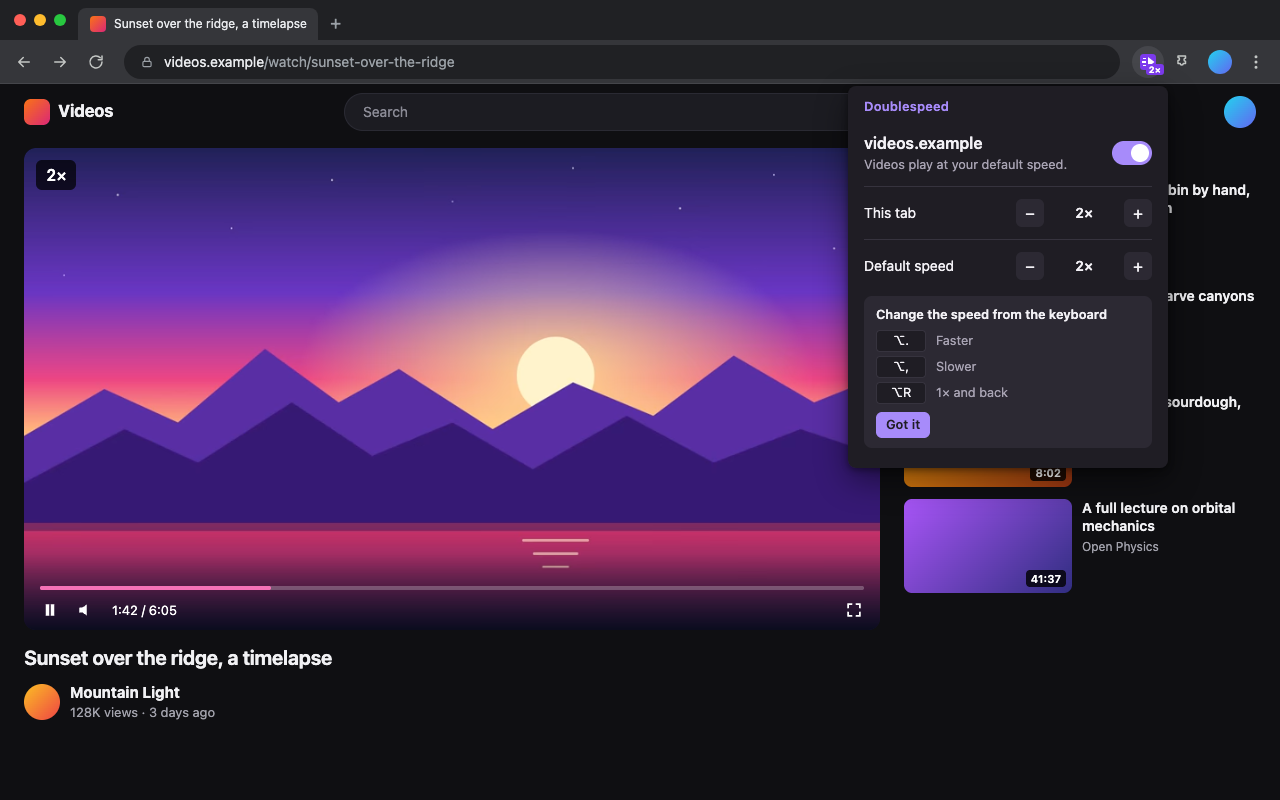 Sunset over the ridge, a timelapse
videos.example/watch/sunset-over-the-ridge
2×
Videos
Search
2×
Doublespeed
videos.example
Videos play at your default speed.
This tab
− 2× +
Default speed
− 2× +
Change the speed from the keyboard
⌥. Faster
⌥, Slower
⌥R 1× and back
Got it
bin by hand,
arve canyons
sourdough,
8:02
A full lecture on orbital
mechanics
Open Physics
41:37
1:42 / 6:05
Sunset over the ridge, a timelapse
Mountain Light
128K views · 3 days ago